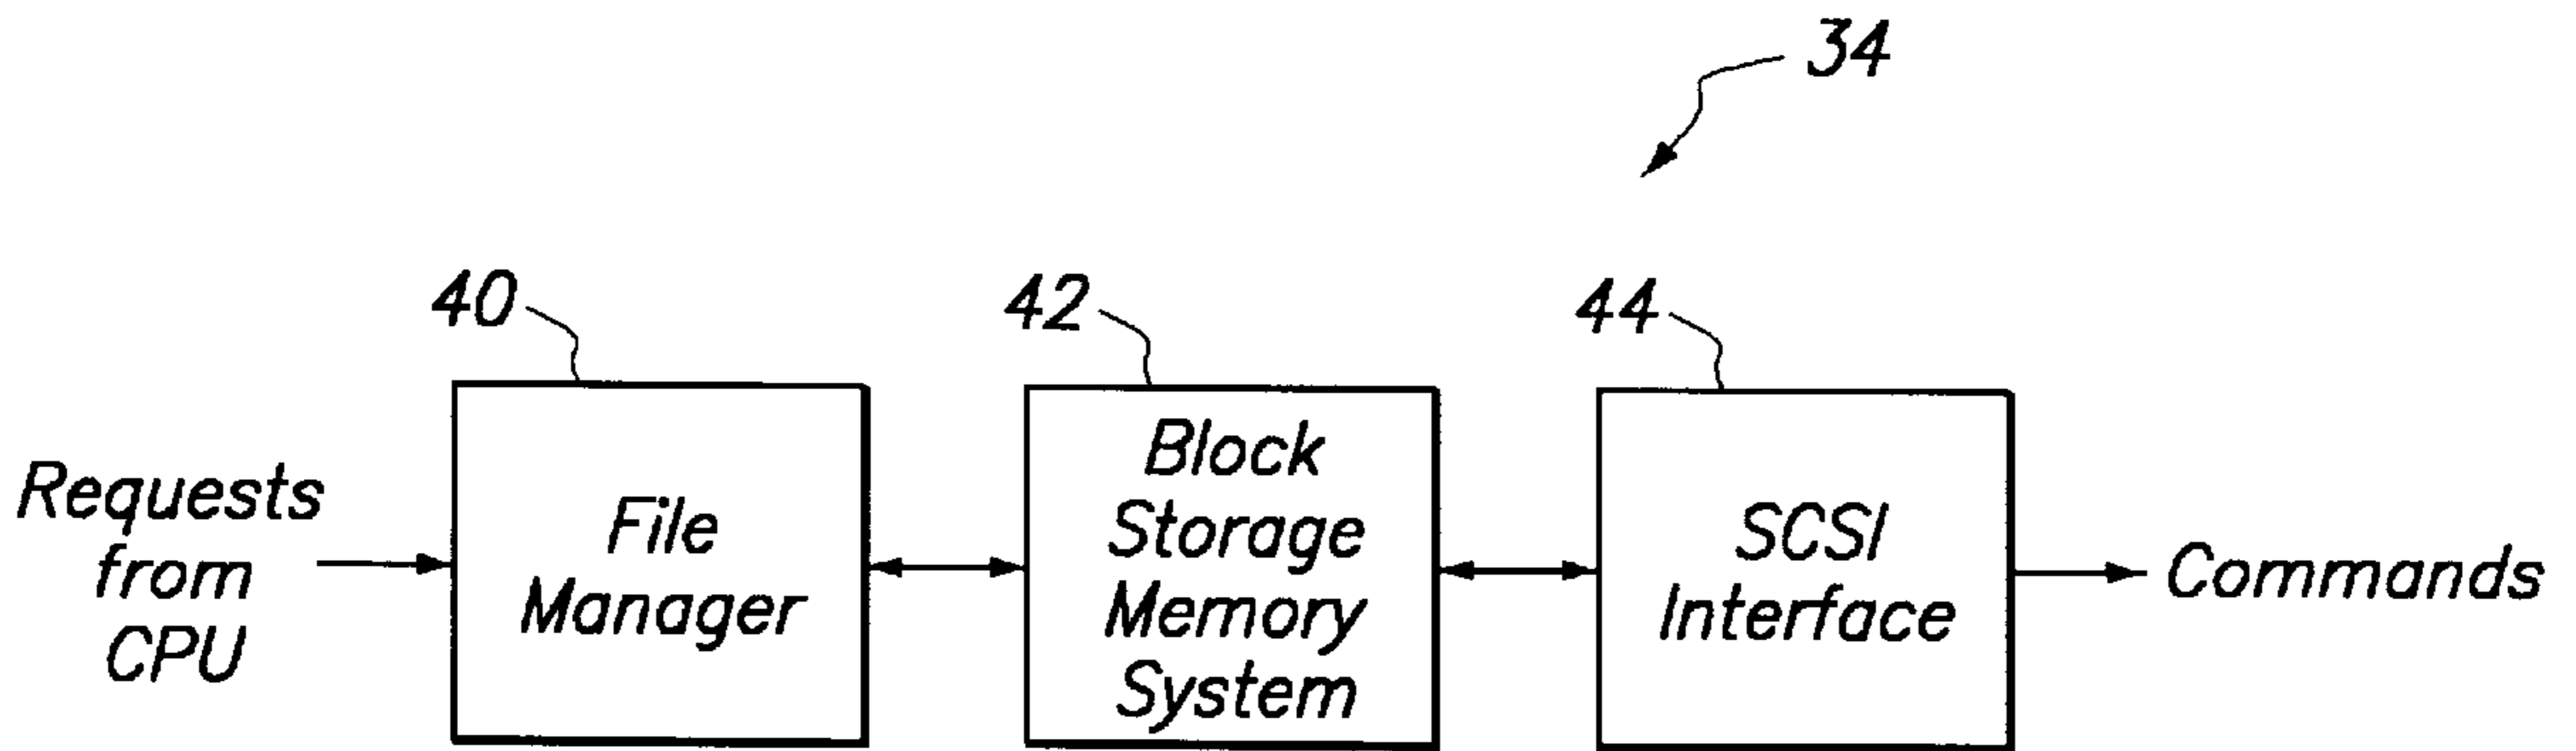 34
40
42
44
Requests
from
CPU
File
Manager
Block
Storage
Memory
System
SCSI
Interface
Commands